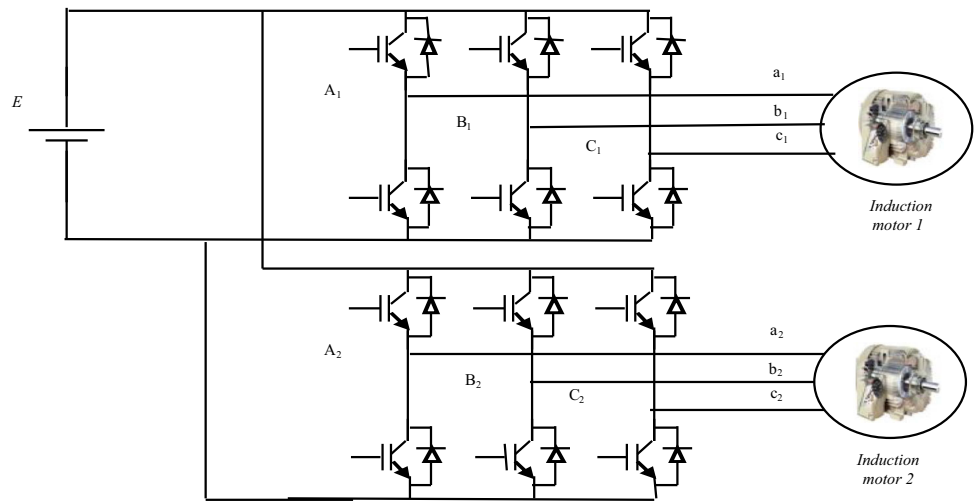 E
A₁
B₁
C₁
a₁
b₁
c₁
Induction
motor 1
A₂
B₂
C₂
a₂
b₂
c₂
Induction
motor 2